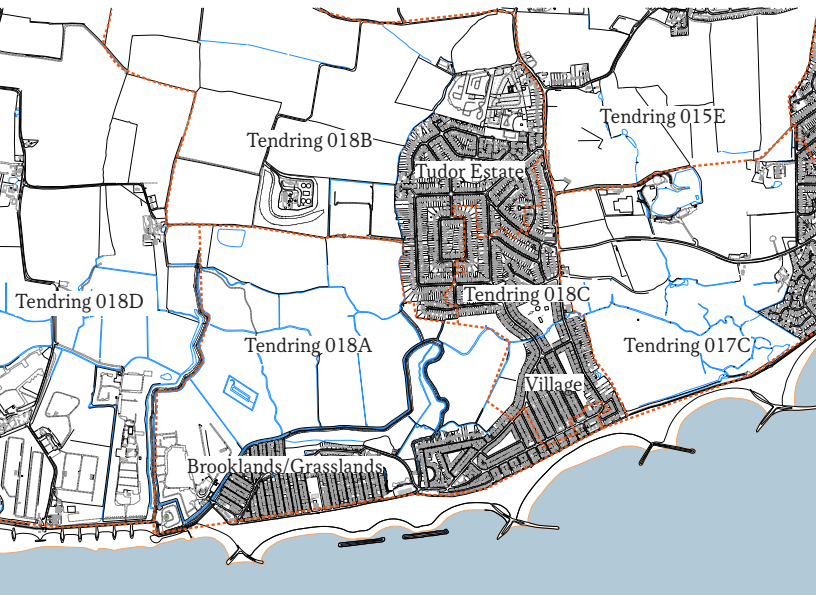 Tendring 015E
Tendring 018B
Tudor Estate
Tendring 018C
Tendring 018D
Tendring 018A
Tendring 017C
Village
Brooklands/Grasslands